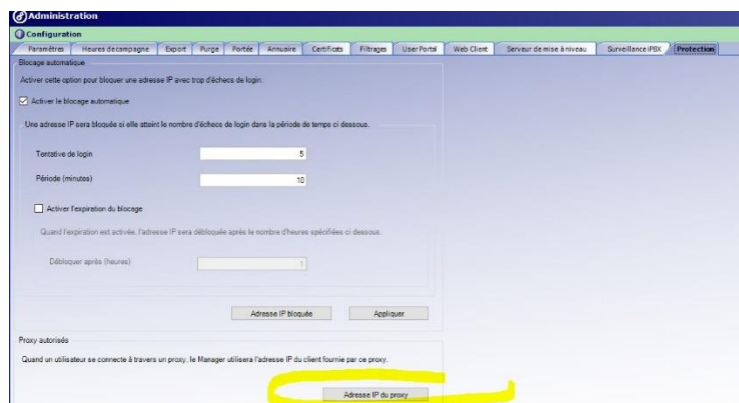 Administration
Configuration
Paramètres Heures de campagne Export Purge Portée Annuaire Certificats Filtrages User Portal Web Client Serveur de mise à niveau Surveillance iPBX Protection
Blocage automatique
Activer cette option pour bloquer une adresse IP avec trop d'échecs de login.
Activer le blocage automatique
Une adresse IP sera bloquée si elle atteint le nombre d'échecs de login dans la période de temps ci dessous.
Tentative de login 5
Période (minutes) 10
Activer l'expiration du blocage
Quand l'expiration est activée, l'adresse IP sera débloquée après le nombre d'heures spécifiées ci dessous.
Débloquer après (heures) 1
Adresse IP bloquée Appliquer
Proxy autorisés
Quand un utilisateur se connecte à travers un proxy, le Manager utilisera l'adresse IP du client fournie par ce proxy.
Adresse IP du proxy